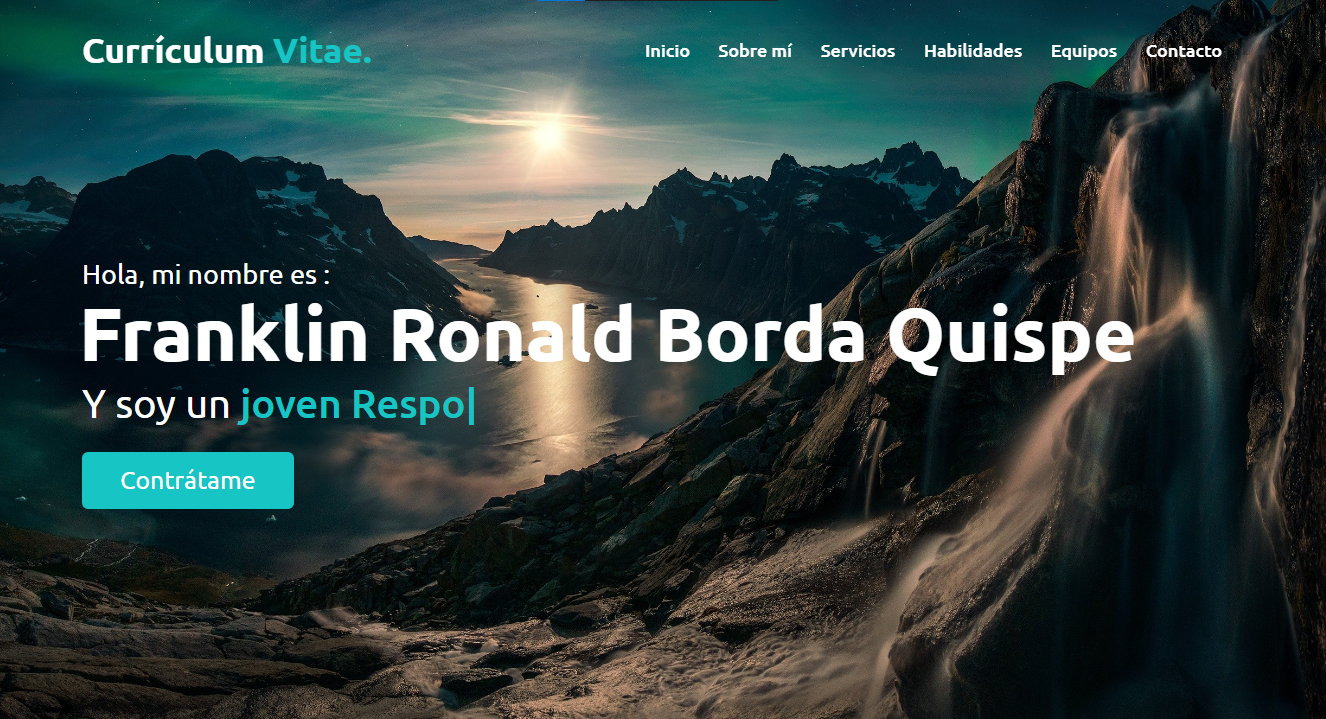 Currículum Vitae.
Inicio Sobre mí Servicios Habilidades Equipos Contacto
Hola, mi nombre es :
Franklin Ronald Borda Quispe
Y soy un joven Respo|
Contrátame